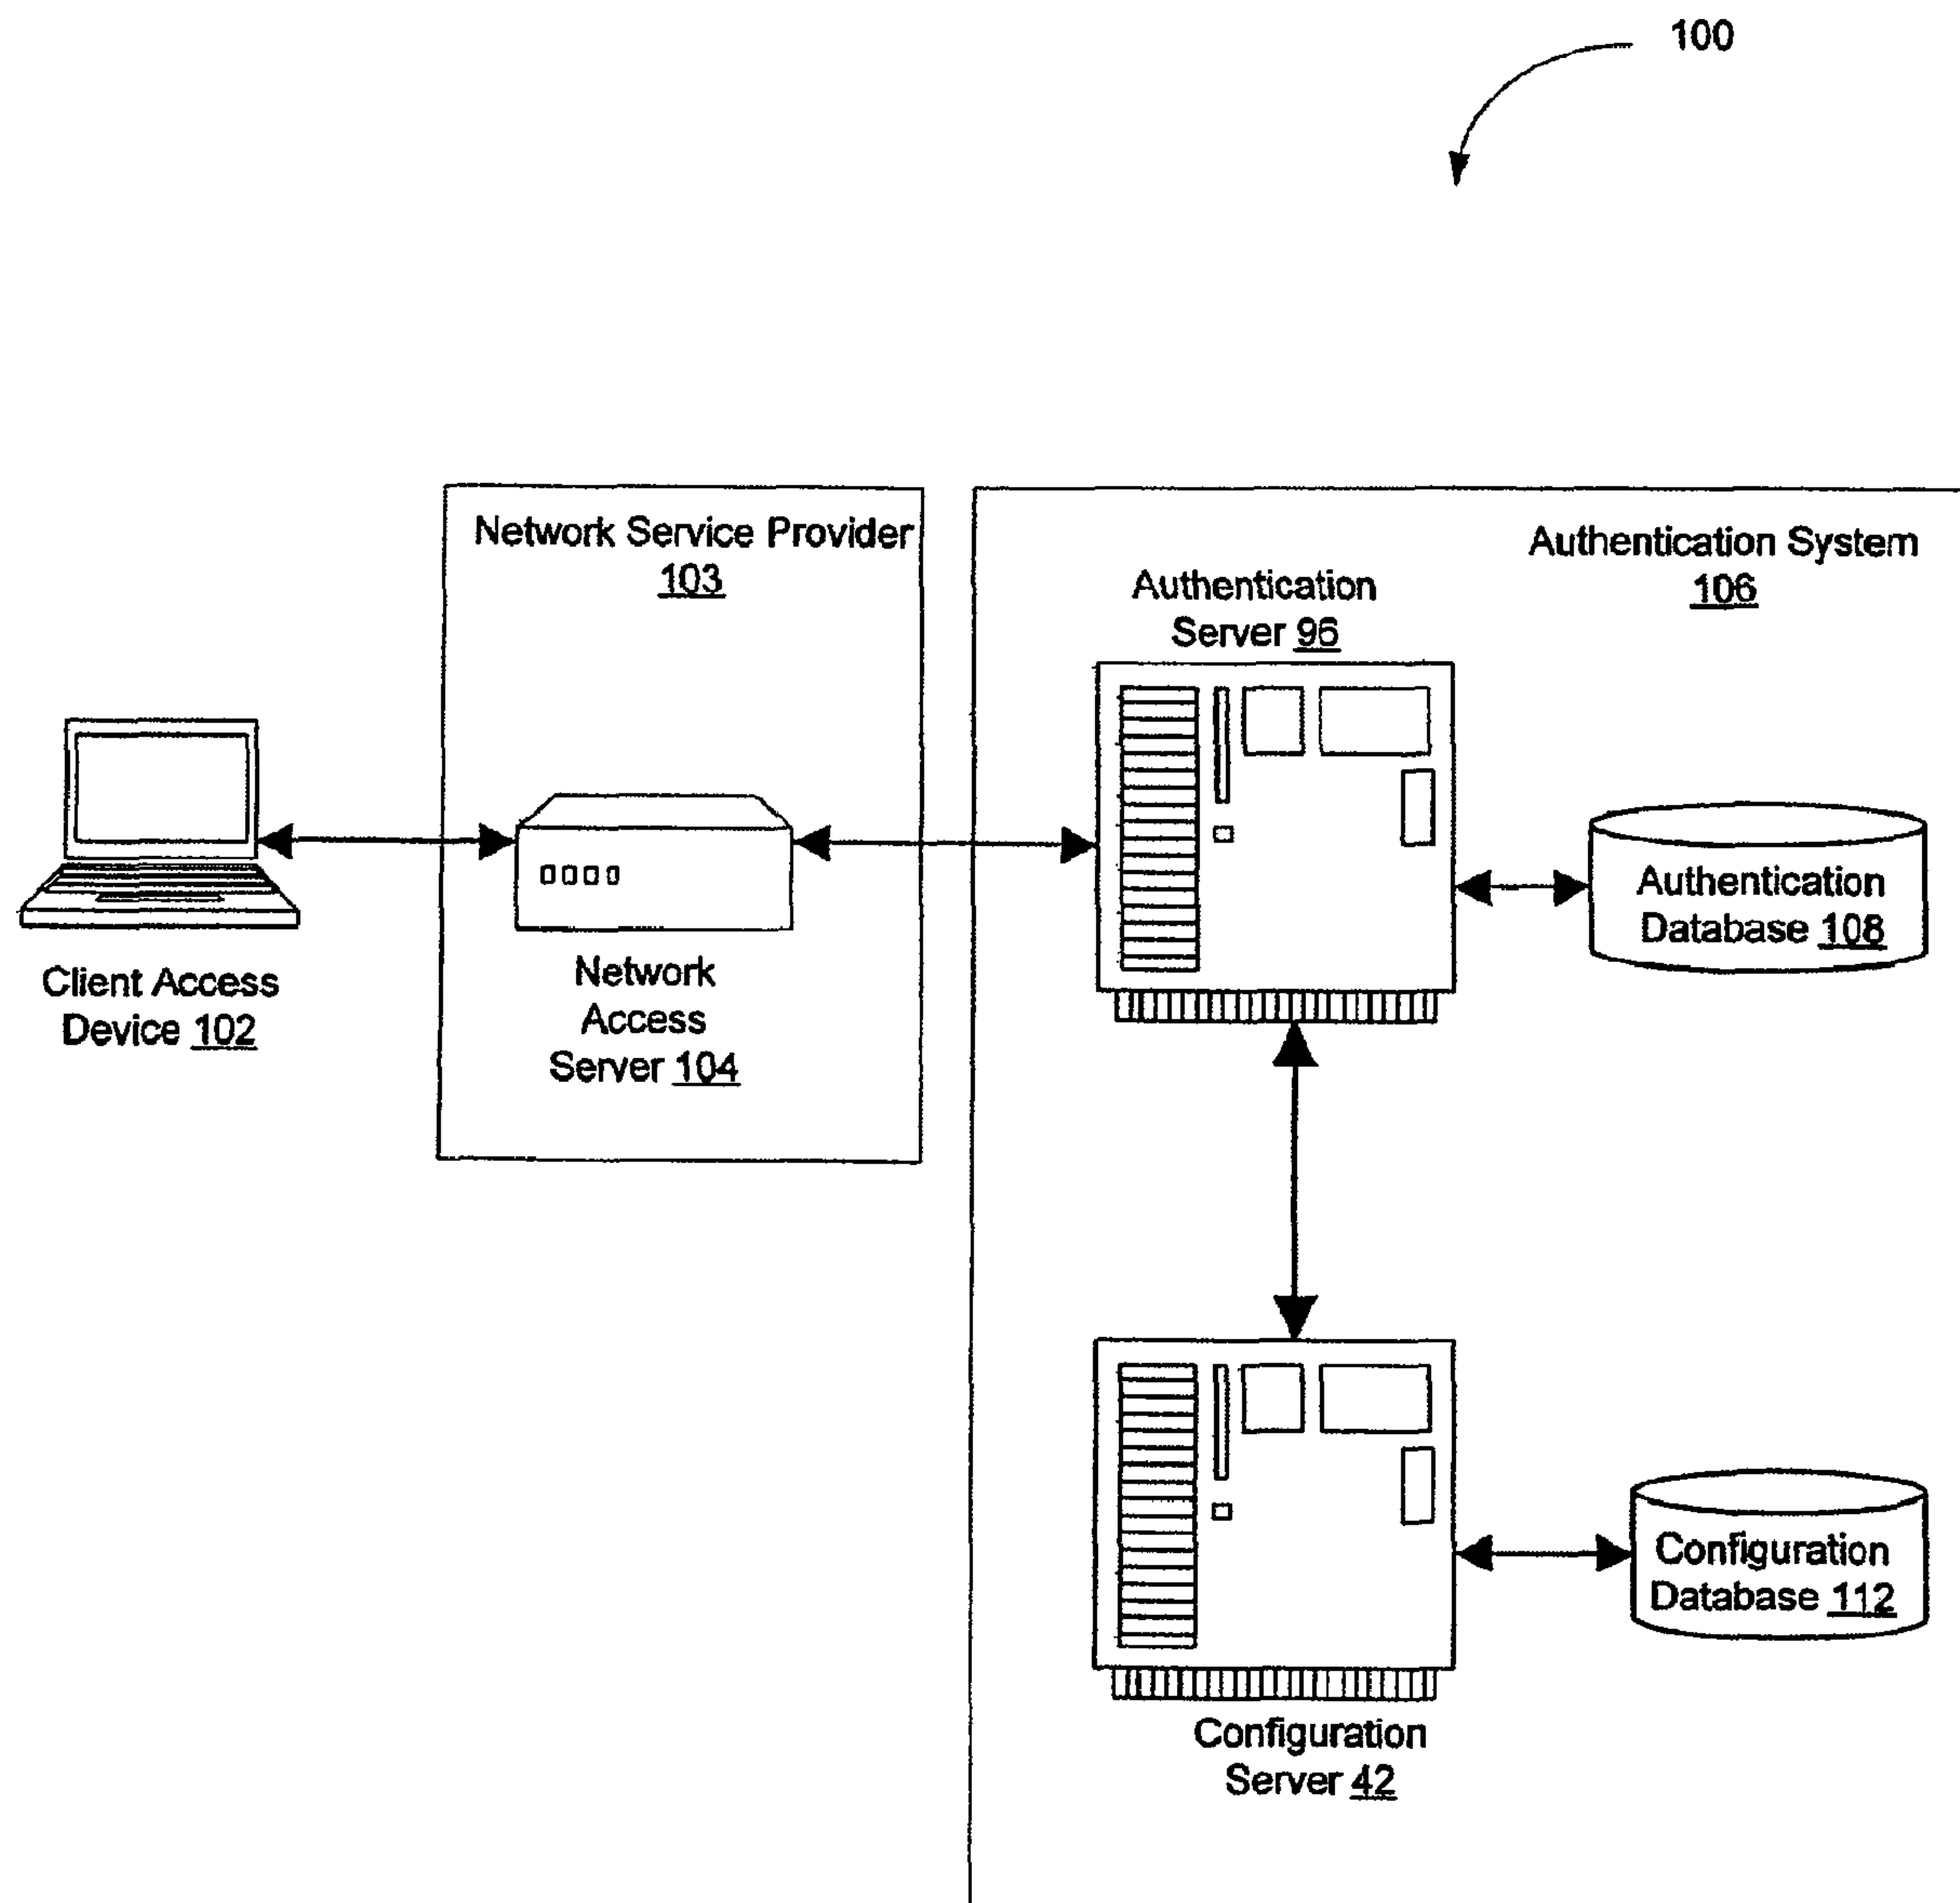 100
Network Service Provider
103
Authentication System
106
Authentication
Server 96
Client Access
Device 102
Network
Access
Server 104
Authentication
Database 108
Configuration
Database 112
Configuration
Server 42